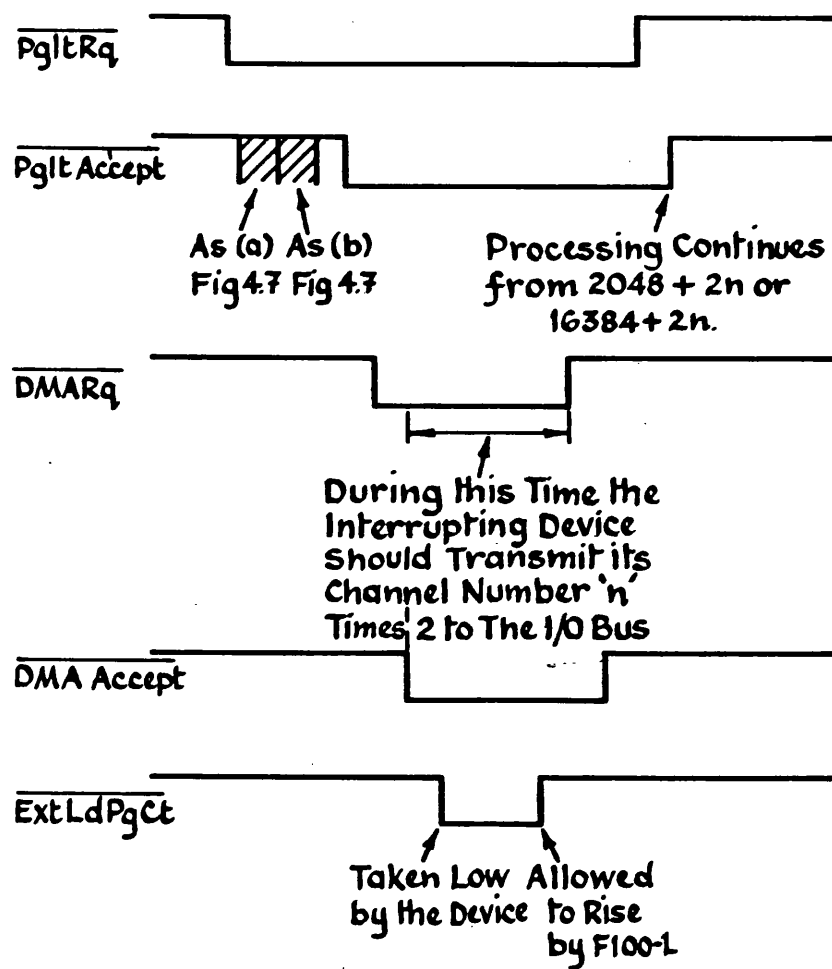 PgItRq
PgIt Accept
As (a) As (b)
Fig 4.7 Fig 4.7
Processing Continues
from 2048 + 2n or
16384 + 2n.
DMARq
During this Time the
Interrupting Device
Should Transmit its
Channel Number 'n'
Times 2 to The I/O Bus
DMA Accept
ExtLdPgCt
Taken Low
by the Device
Allowed
to Rise
by F100-L